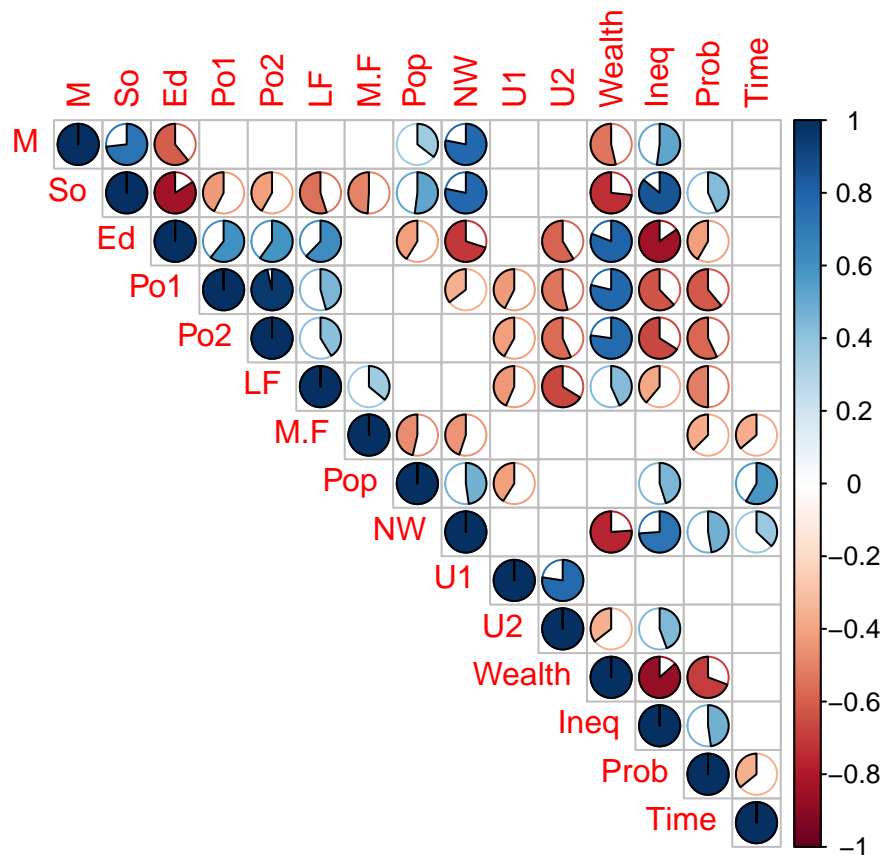 M So Ed Po1 Po2 LF M.F Pop NW U1 U2 Wealth Ineq Prob Time
M
So
Ed
Po1
Po2
LF
M.F
Pop
NW
U1
U2
Wealth
Ineq
Prob
Time
1
0.8
0.6
0.4
0.2
0
−0.2
−0.4
−0.6
−0.8
−1